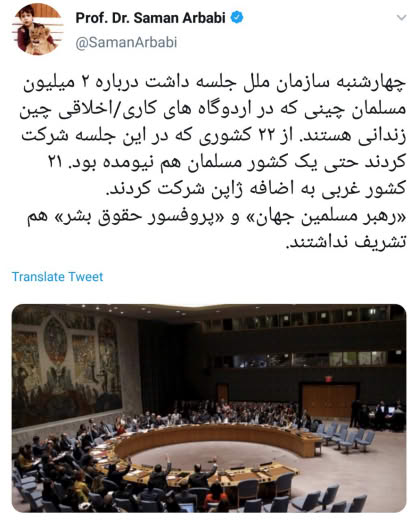 Prof. Dr. Saman Arbabi
@SamanArbabi
چهارشنبه سازمان ملل جلسه داشت درباره ۲ میلیون
مسلمان چینی که در اردوگاه های کاری/اخلاقی چین
زندانی هستند. از ۲۲ کشوری که در این جلسه شرکت
کردند حتی یک کشور مسلمان هم نیومده بود. ۲۱
کشور غربی به اضافه ژاپن شرکت کردند.
«رهبر مسلمین جهان» و «پروفسور حقوق بشر» هم
تشریف نداشتند.
Translate Tweet